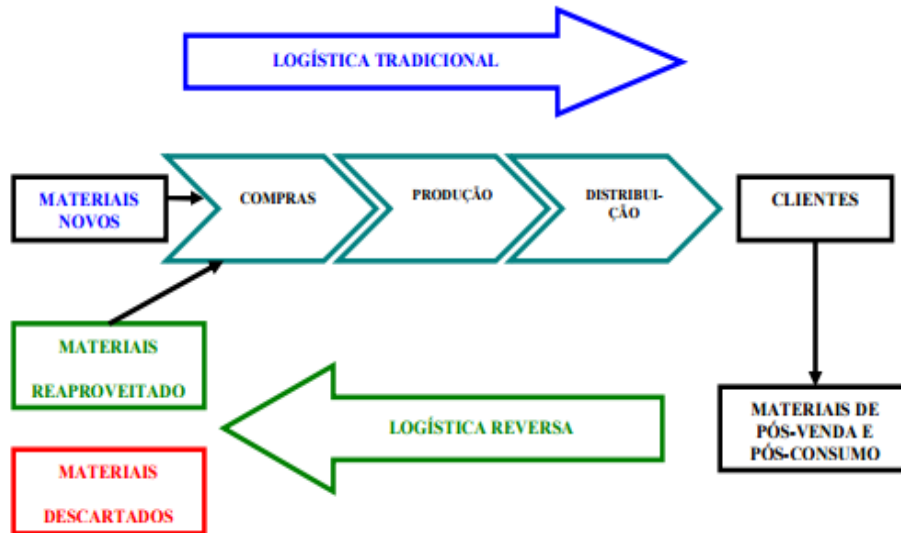 LOGÍSTICA TRADICIONAL
MATERIAIS
NOVOS
COMPRAS
PRODUÇÃO
DISTRIBUI-
ÇÃO
CLIENTES
MATERIAIS
REAPROVEITADO
LOGÍSTICA REVERSA
MATERIAIS DE
PÓS-VENDA E
PÓS-CONSUMO
MATERIAIS
DESCARTADOS